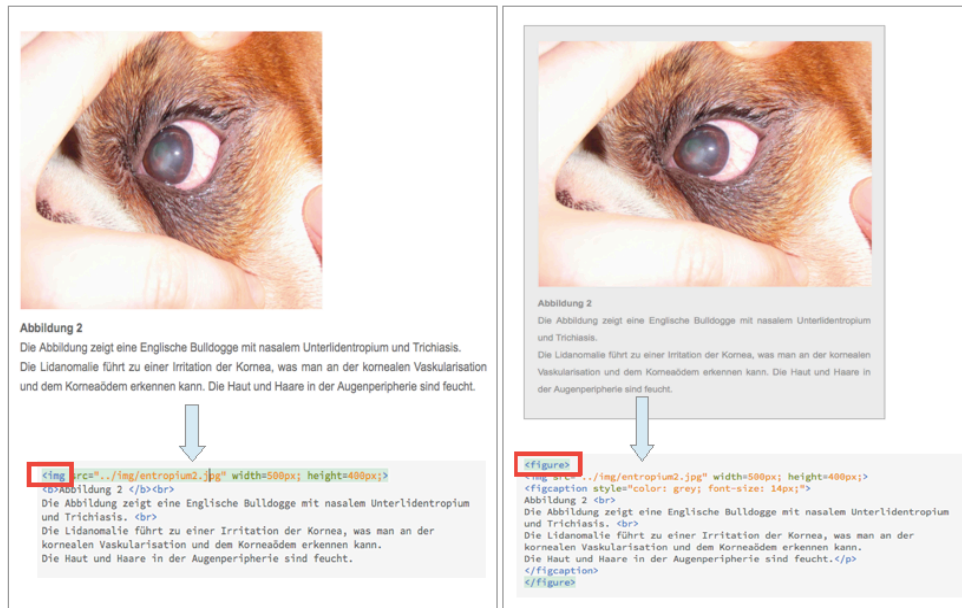 Abbildung 2
Die Abbildung zeigt eine Englische Bulldogge mit nasalem Unterlidentropium und Trichiasis.
Die Lidanomalie führt zu einer Irritation der Kornea, was man an der kornealen Vaskularisation
und dem Korneaödem erkennen kann. Die Haut und Haare in der Augenperipherie sind feucht.
<img src="../img/entropium2.jpg" width=500px; height=400px;>
<b>Abbildung 2 </b><br>
Die Abbildung zeigt eine Englische Bulldogge mit nasalem Unterlidentropium
und Trichiasis. <br>
Die Lidanomalie führt zu einer Irritation der Kornea, was man an der
kornealen Vaskularisation und dem Korneaödem erkennen kann.
Die Haut und Haare in der Augenperipherie sind feucht.
Abbildung 2
Die Abbildung zeigt eine Englische Bulldogge mit nasalem Unterlidentropium
und Trichiasis.
Die Lidanomalie führt zu einer Irritation der Kornea, was man an der kornealen
Vaskularisation und dem Korneaödem erkennen kann. Die Haut und Haare in
der Augenperipherie sind feucht.
<figure>
<img src="../img/entropium2.jpg" width=500px; height=400px;>
<figcaption style="color: grey; font-size: 14px;">
Abbildung 2 <br>
Die Abbildung zeigt eine Englische Bulldogge mit nasalem Unterlidentropium
und Trichiasis. <br>
Die Lidanomalie führt zu einer Irritation der Kornea, was man an der
kornealen Vaskularisation und dem Korneaödem erkennen kann.
Die Haut und Haare in der Augenperipherie sind feucht.</p>
</figcaption>
</figure>